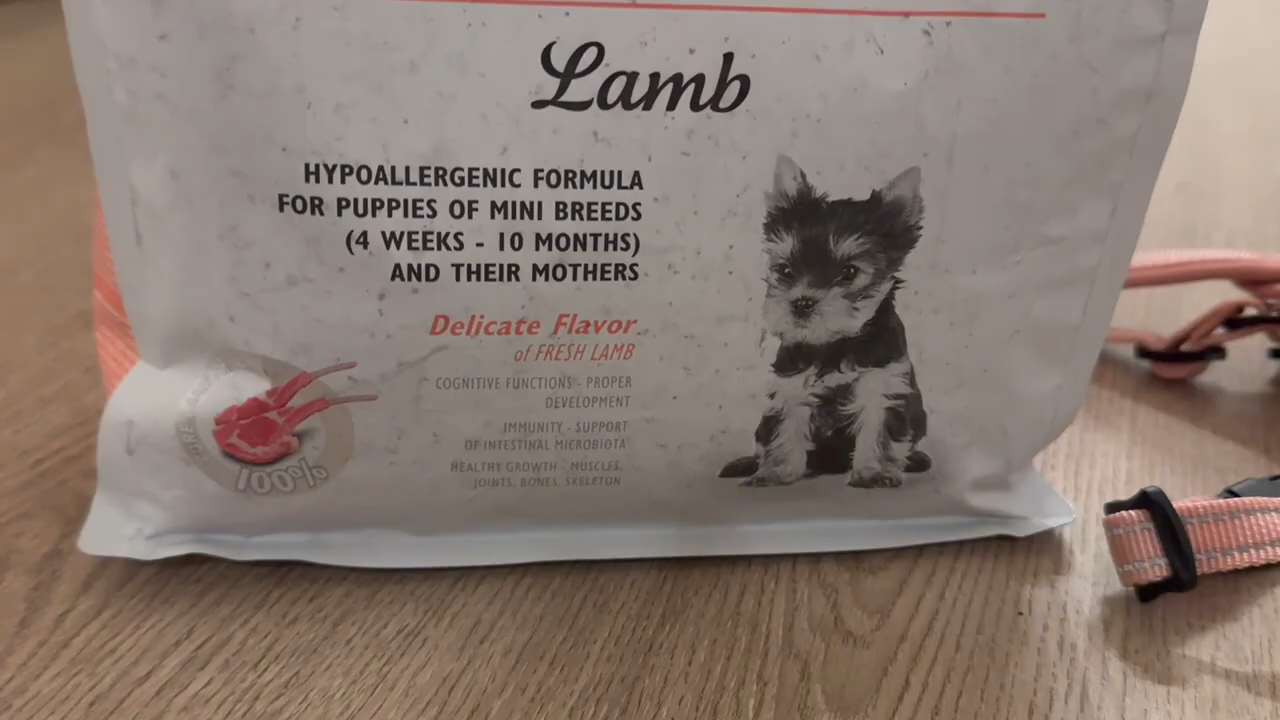 Lamb
HYPOALLERGENIC FORMULA
FOR PUPPIES OF MINI BREEDS
(4 WEEKS - 10 MONTHS)
AND THEIR MOTHERS
Delicate Flavor
of FRESH LAMB
COGNITIVE FUNCTIONS - PROPER
DEVELOPMENT
IMMUNITY - SUPPORT
OF INTESTINAL MICROBIOTA
HEALTHY GROWTH - MUSCLES,
JOINTS, BONES, SKELETON
100%